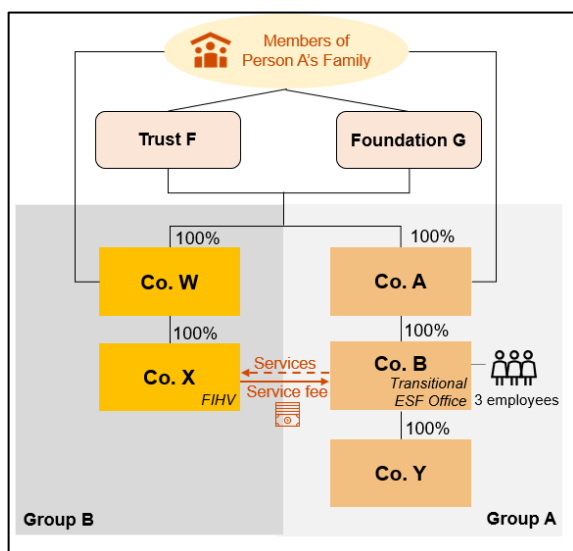 Members of
Person A's Family
Trust F
Foundation G
100%
100%
Co. W
Co. A
100%
100%
Co. X
FIHV
Services
Service fee
Co. B
Transitional
ESF Office
3 employees
100%
Co. Y
Group B
Group A